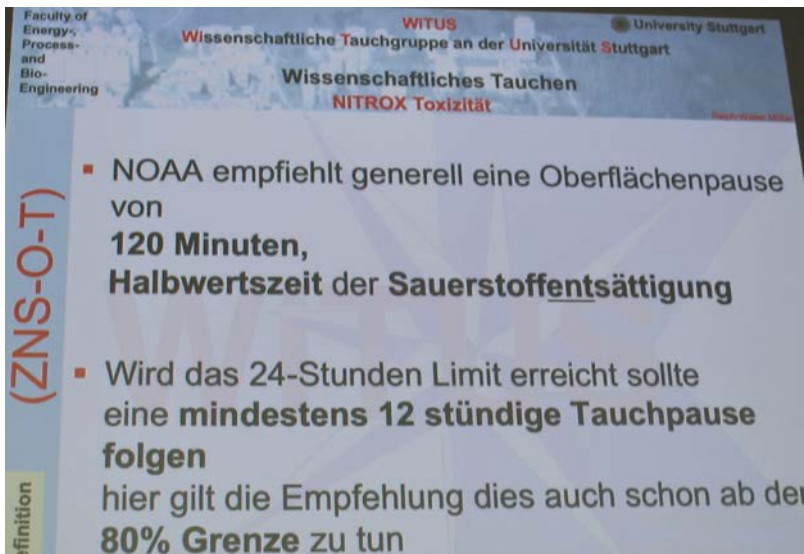 Faculty of
Energy-,
Process-
and
Bio-
Engineering
WiTUS
Wissenschaftliche Tauchgruppe an der Universität Stuttgart
University Stuttgart
Wissenschaftliches Tauchen
NITROX Toxizität
(ZNS-O-T)
▪ NOAA empfiehlt generell eine Oberflächenpause
von
120 Minuten,
Halbwertszeit der Sauerstoffentsättigung
▪ Wird das 24-Stunden Limit erreicht sollte
eine mindestens 12 stündige Tauchpause
folgen
hier gilt die Empfehlung dies auch schon ab der
80% Grenze zu tun
finition
WiTUS